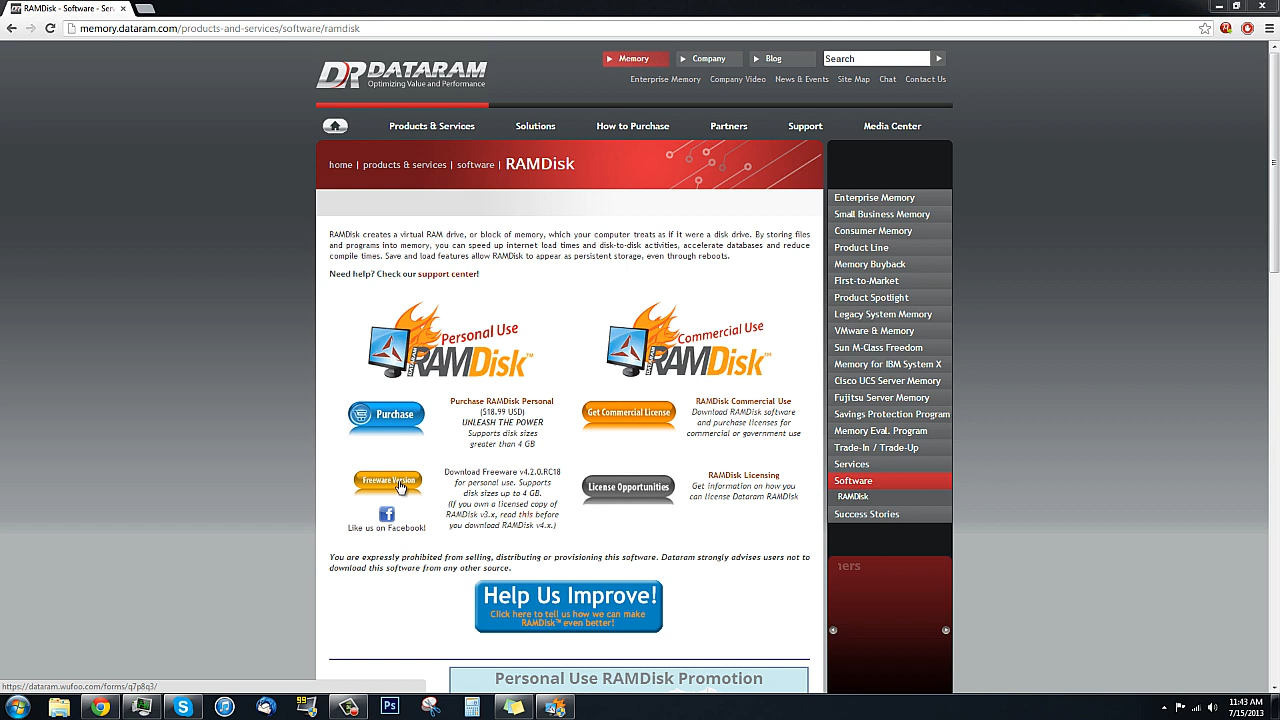 RAMDisk - Software - Ser
memory.dataram.com/products-and-services/software/ramdisk
DATARAM
Optimizing Value and Performance
Memory
Company
Blog
Search
Enterprise Memory
Company Video
News & Events
Site Map
Chat
Contact Us
Products & Services
Solutions
How to Purchase
Partners
Support
Media Center
home | products & services | software | RAMDisk
RAMDisk creates a virtual RAM drive, or block of memory, which your computer treats as if it were a disk drive. By storing files
and programs into memory, you can speed up internet load times and disk-to-disk activities, accelerate databases and reduce
compile times. Save and load features allow RAMDisk to appear as persistent storage, even through reboots.
Need help? Check our support center!
Personal Use
RAMDisk™
Commercial Use
RAMDisk™
Purchase
Purchase RAMDisk Personal
($18.99 USD)
UNLEASH THE POWER
Supports disk sizes
greater than 4 GB
Get Commercial License
RAMDisk Commercial Use
Download RAMDisk software
and purchase licenses for
commercial or government use
Freeware Version
Like us on Facebook!
Download Freeware v4.2.0.RC18
for personal use. Supports
disk sizes up to 4 GB.
(If you own a licensed copy of
RAMDisk v3.x, read this before
you download RAMDisk v4.x.)
License Opportunities
RAMDisk Licensing
Get information on how you
can license Dataram RAMDisk
You are expressly prohibited from selling, distributing or provisioning this software. Dataram strongly advises users not to
download this software from any other source.
Help Us Improve!
Click here to tell us how we can make
RAMDisk™ even better!
Personal Use RAMDisk Promotion
Enterprise Memory
Small Business Memory
Consumer Memory
Product Line
Memory Buyback
First-to-Market
Product Spotlight
Legacy System Memory
VMware & Memory
Sun M-Class Freedom
Memory for IBM System X
Cisco UCS Server Memory
Fujitsu Server Memory
Savings Protection Program
Memory Eval. Program
Trade-In / Trade-Up
Services
Software
RAMDisk
Success Stories
ners
https://dataram.wufoo.com/forms/q7p8q3/
99
Ps
11:43 AM
7/15/2013